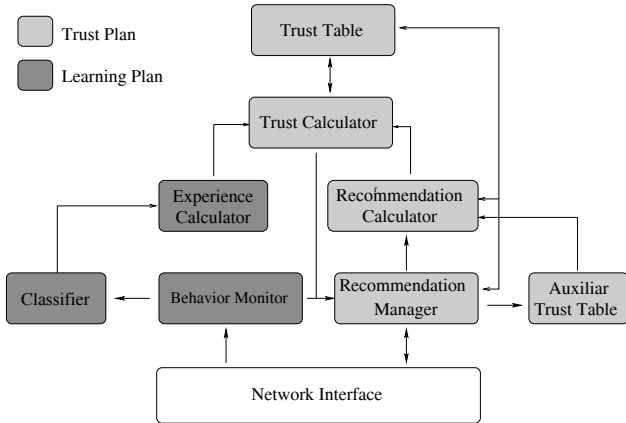 Trust Plan
Learning Plan
Trust Table
Trust Calculator
Experience
Calculator
Recommendation
Calculator
Classifier
Behavior Monitor
Recommendation
Manager
Auxiliar
Trust Table
Network Interface